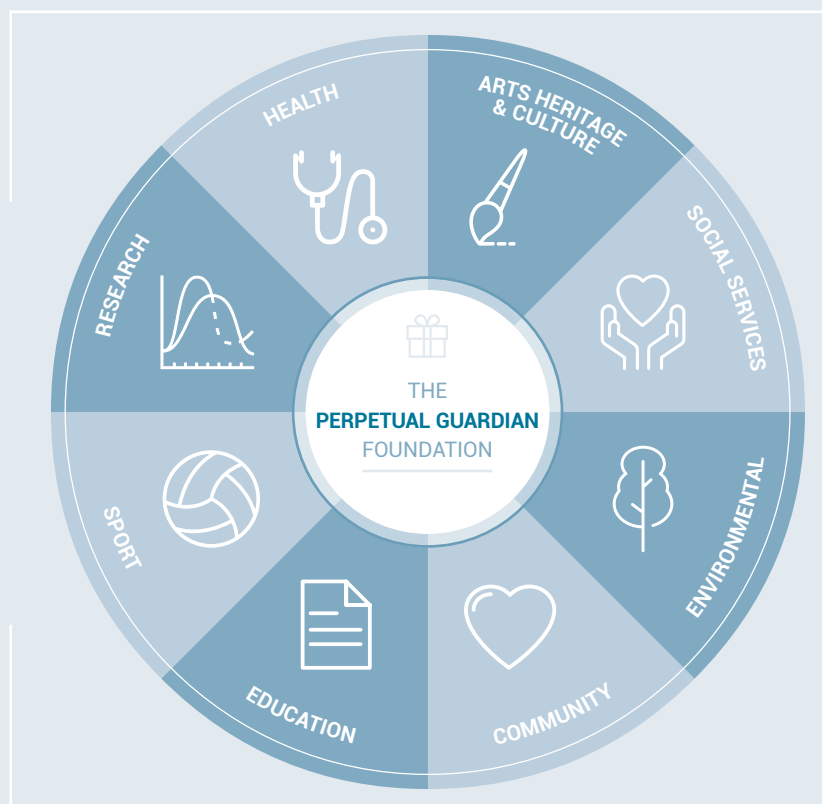 THE
PERPETUAL GUARDIAN
FOUNDATION
ARTS HERITAGE
& CULTURE
SOCIAL SERVICES
ENVIRONMENTAL
COMMUNITY
EDUCATION
SPORT
RESEARCH
HEALTH